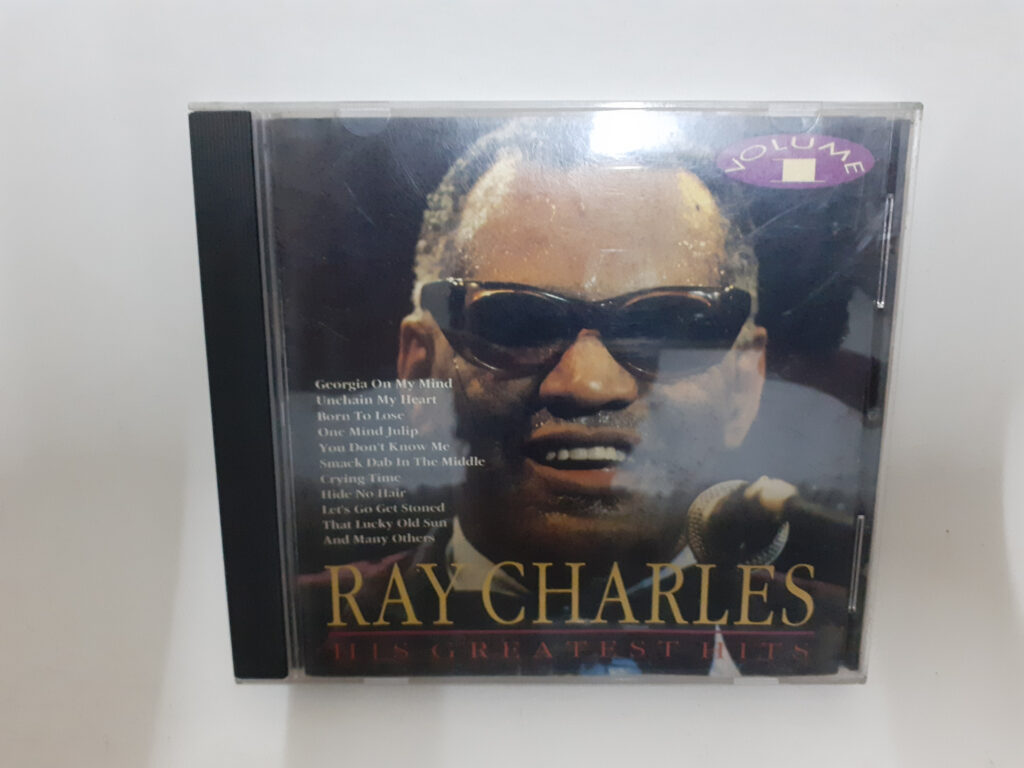 VOLUME
1
Georgia On My Mind
Unchain My Heart
Born To Lose
One Mind Julip
You Don't Know Me
Smack Dab In The Middle
Crying Time
Hide No Hair
Let's Go Get Stoned
That Lucky Old Sun
And Many Others
RAY CHARLES
HIS GREATEST HITS